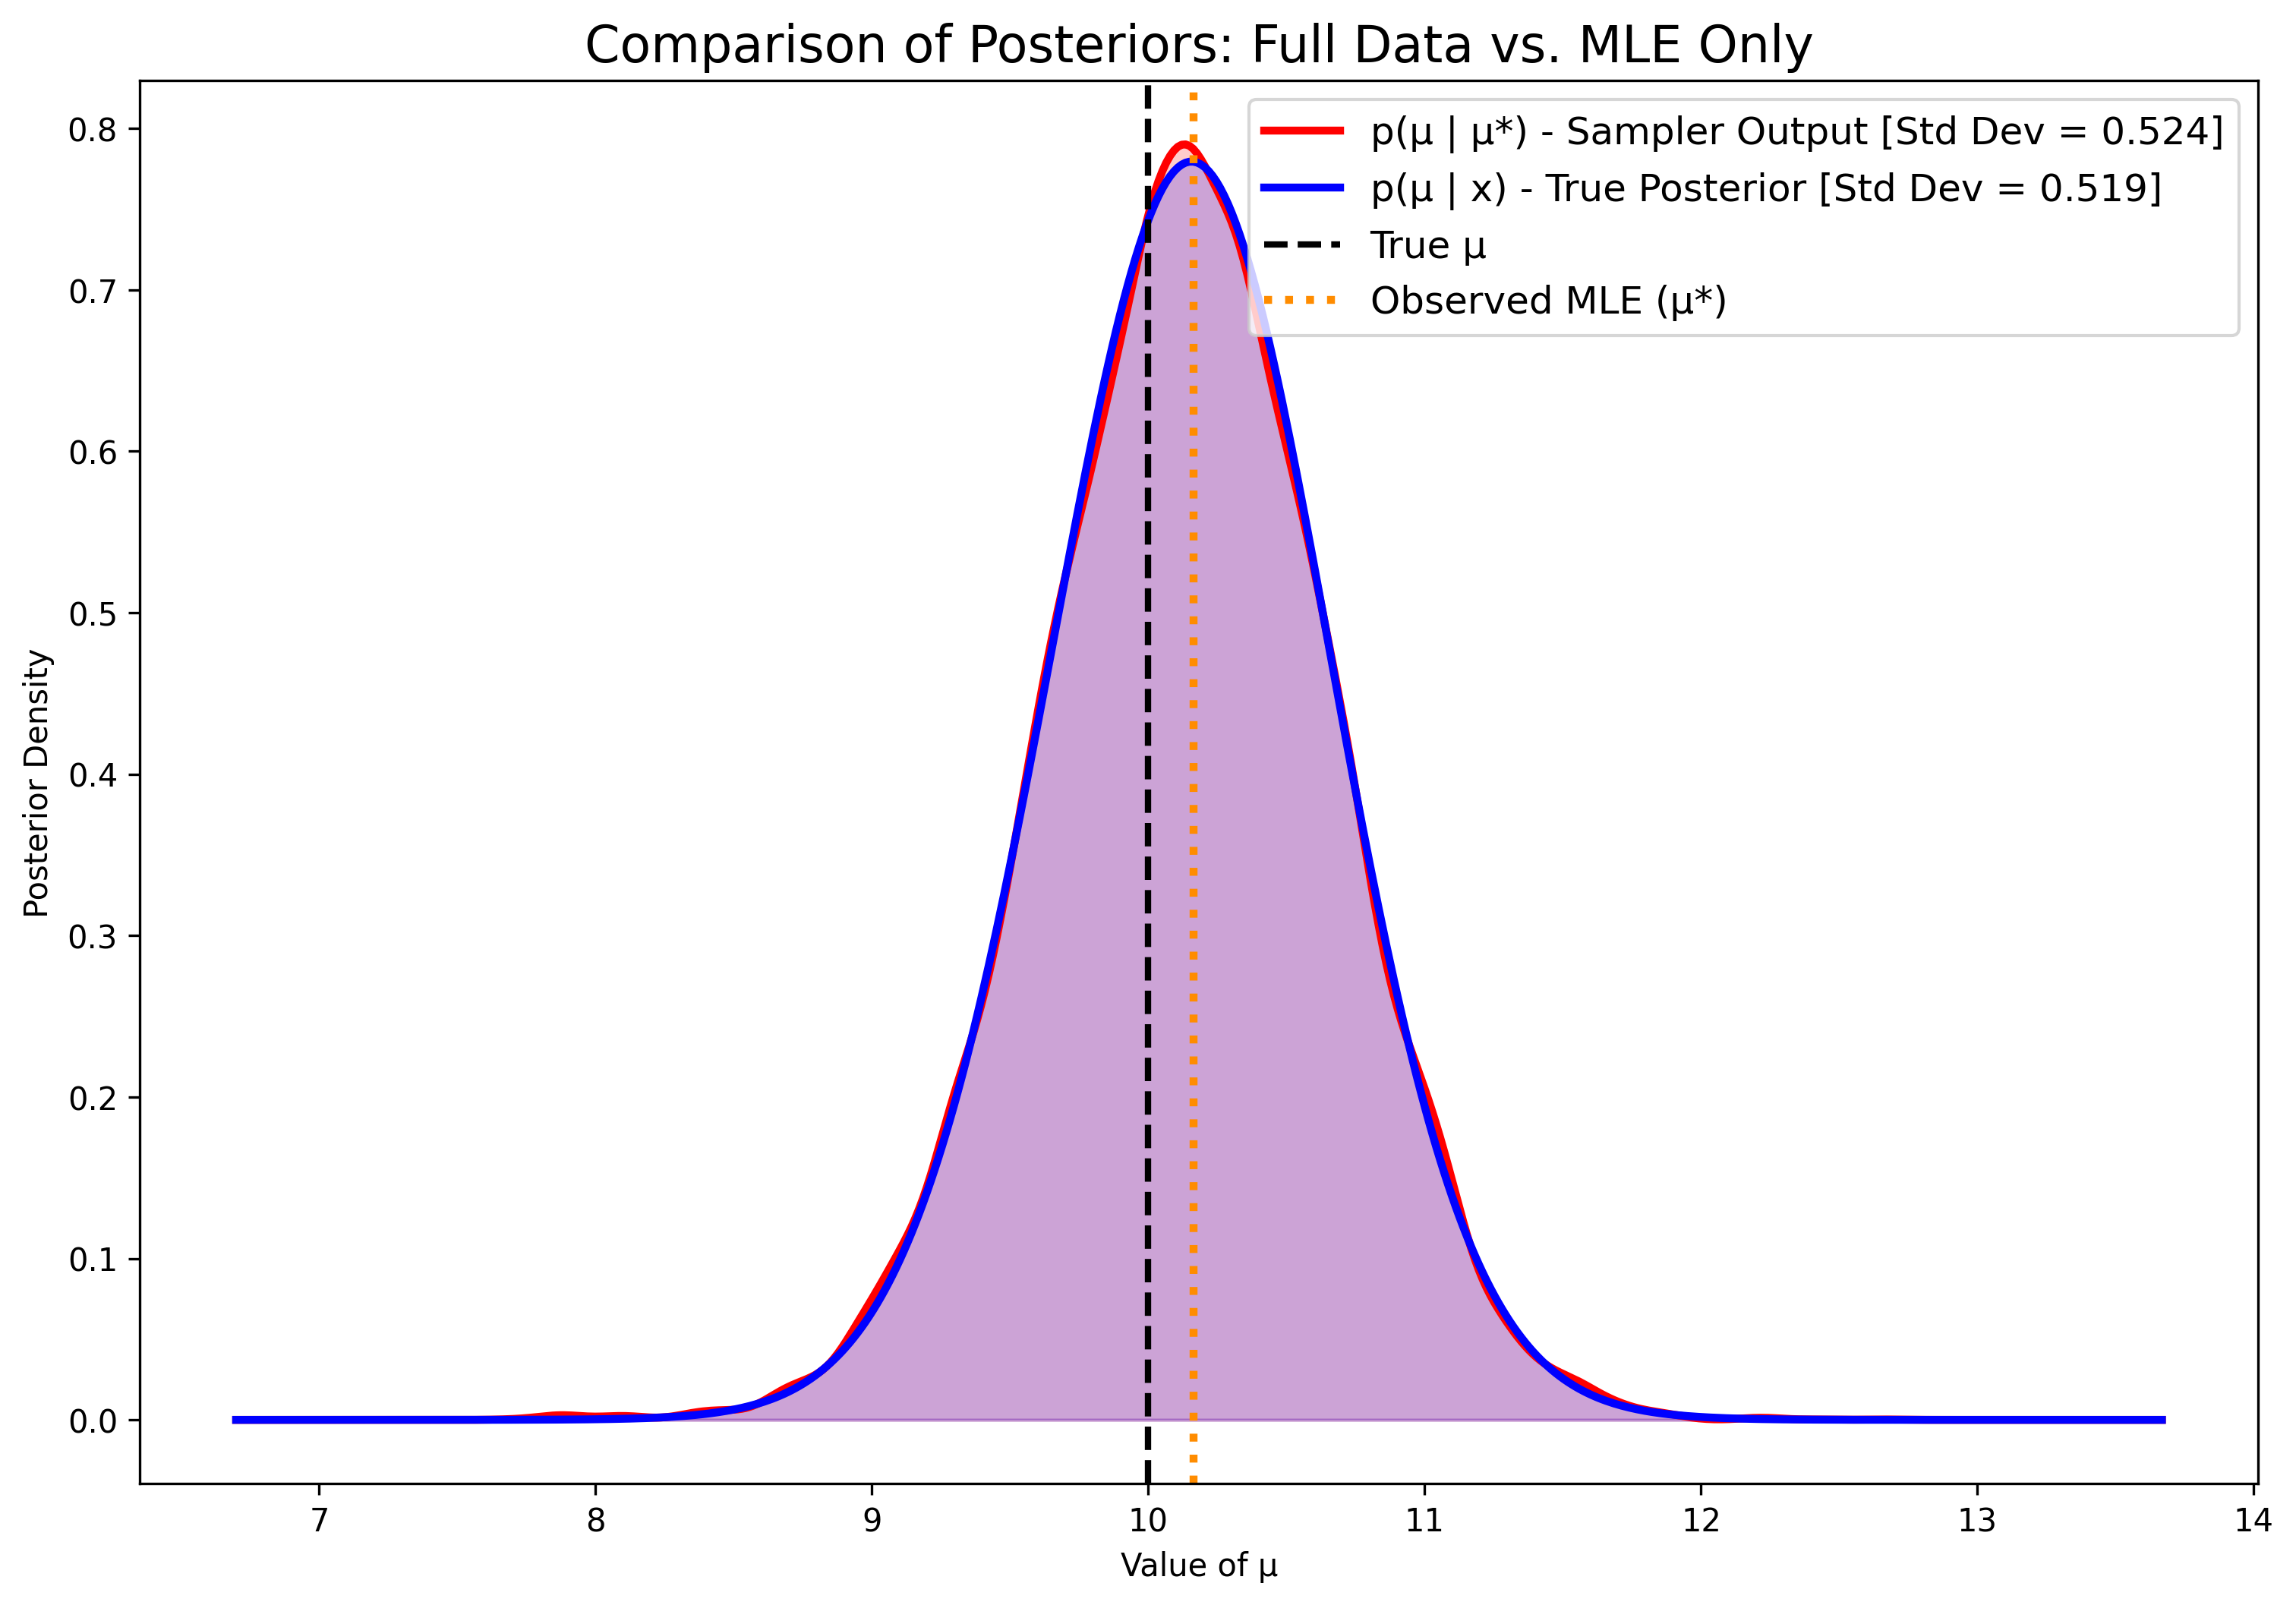 Comparison of Posteriors: Full Data vs. MLE Only
p(μ | μ*) - Sampler Output [Std Dev = 0.524]
p(μ | x) - True Posterior [Std Dev = 0.519]
True μ
Observed MLE (μ*)
Posterior Density
0.8
0.7
0.6
0.5
0.4
0.3
0.2
0.1
0.0
7 8 9 10 11 12 13 14
Value of μ